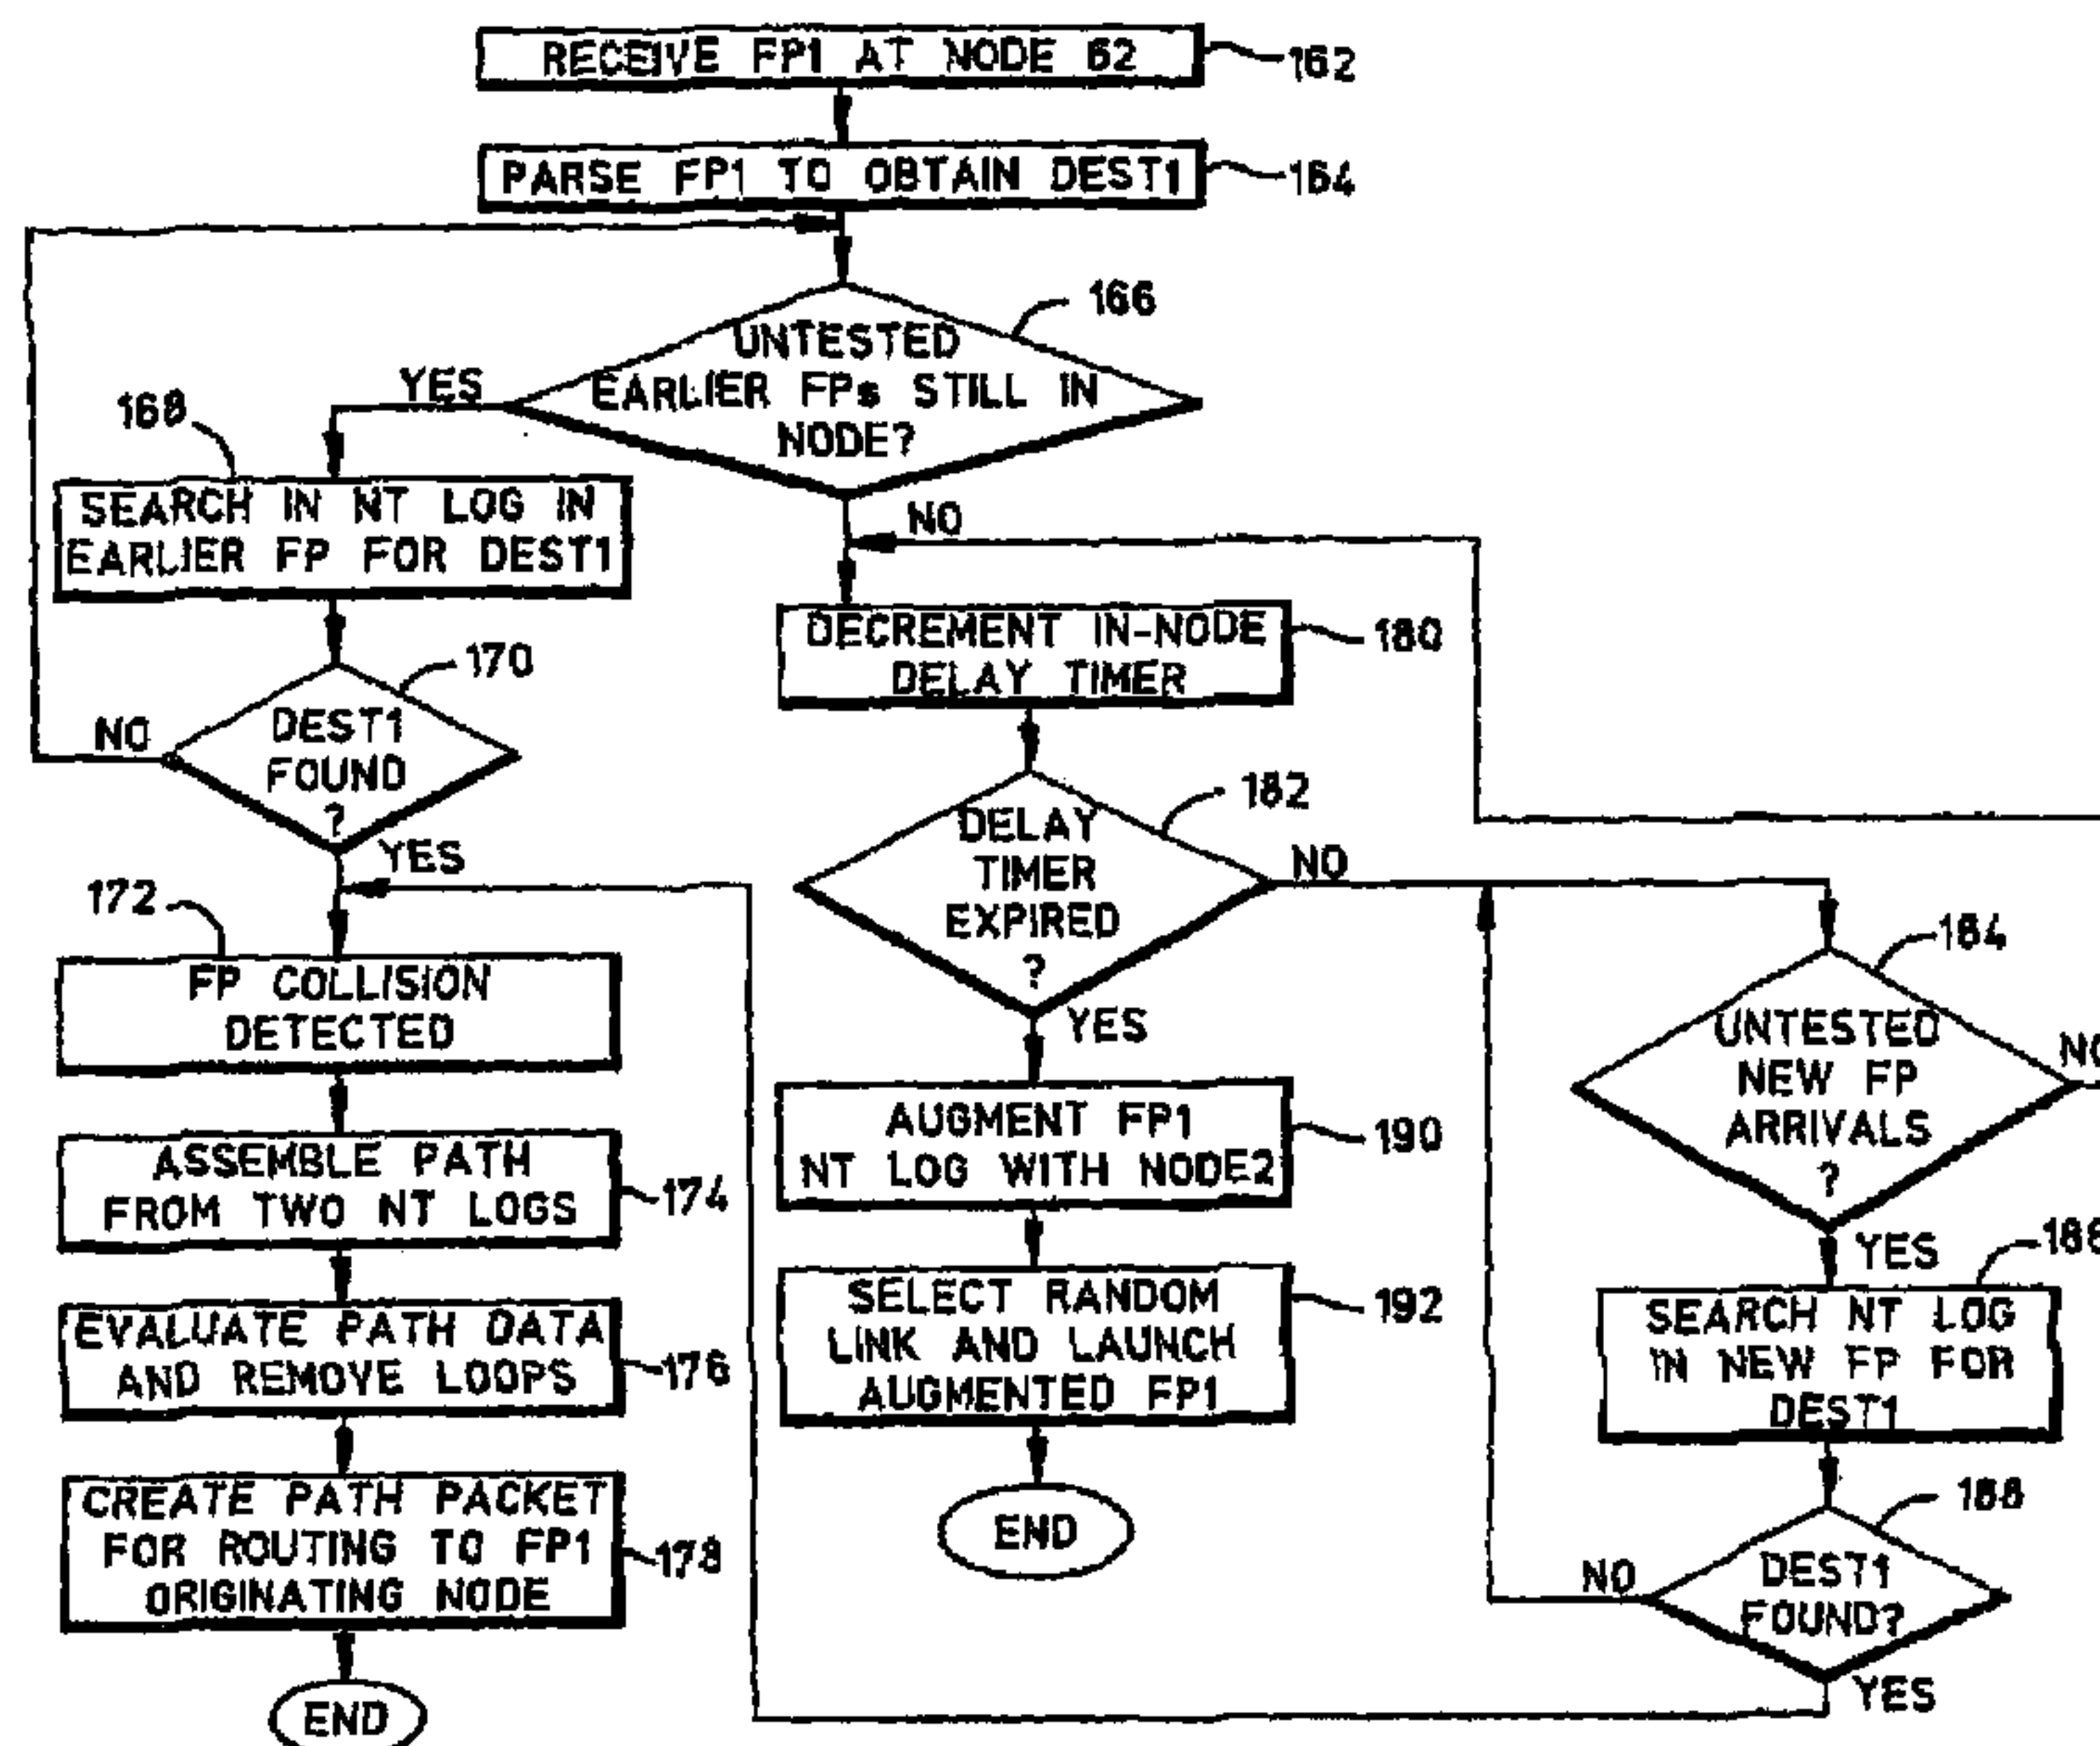 RECEIVE FP1 AT NODE 62
162
PARSE FP1 TO OBTAIN DEST1
164
166
UNTESTED
EARLIER FPs STILL IN
NODE?
YES
NO
168
SEARCH IN NT LOG IN
EARLIER FP FOR DEST1
170
DEST1
FOUND
?
NO
YES
172
FP COLLISION
DETECTED
ASSEMBLE PATH
FROM TWO NT LOGS
174
EVALUATE PATH DATA
AND REMOVE LOOPS
176
CREATE PATH PACKET
FOR ROUTING TO FP1
ORIGINATING NODE
178
END
DECREMENT IN-NODE
DELAY TIMER
180
182
DELAY
TIMER
EXPIRED
?
NO
YES
AUGMENT FP1
NT LOG WITH NODE2
190
SELECT RANDOM
LINK AND LAUNCH
AUGMENTED FP1
192
END
184
UNTESTED
NEW FP
ARRIVALS
?
NO
YES
SEARCH NT LOG
IN NEW FP FOR
DEST1
188
DEST1
FOUND?
NO
YES